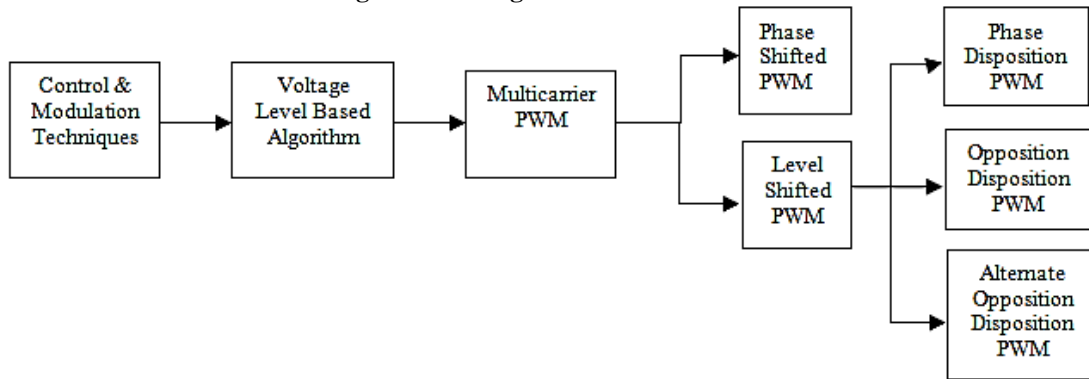 Control &
Modulation
Techniques
Voltage
Level Based
Algorithm
Multicarrier
PWM
Phase
Shifted
PWM
Level
Shifted
PWM
Phase
Disposition
PWM
Opposition
Disposition
PWM
Alternate
Opposition
Disposition
PWM